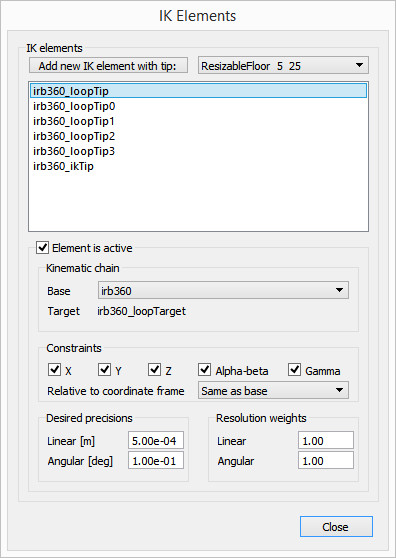 IK Elements
IK elements
Add new IK element with tip: ResizableFloor_5_25
irb360_loopTip
irb360_loopTip0
irb360_loopTip1
irb360_loopTip2
irb360_loopTip3
irb360_ikTip
Element is active
Kinematic chain
Base irb360
Target irb360_loopTarget
Constraints
X Y Z Alpha-beta Gamma
Relative to coordinate frame Same as base
Desired precisions Resolution weights
Linear [m] 5.00e-04 Linear 1.00
Angular [deg] 1.00e-01 Angular 1.00
Close